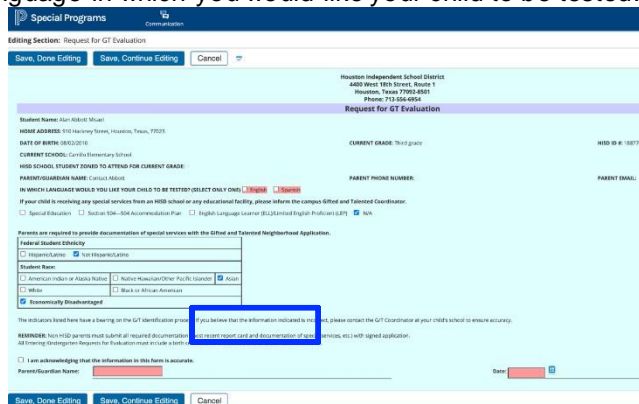 guage in which you would like your child to be tested.
Special Programs
Communication
Editing Section: Request for GT Evaluation
Save, Done Editing Save, Continue Editing Cancel
Houston Independent School District
4400 West 18th Street, Route 1
Houston, Texas 77092-8501
Phone: 713-556-6954
Request for GT Evaluation
Student Name: Alan Abbott Misael
HOME ADDRESS: 910 Hackney Street, Houston, Texas, 77023
DATE OF BIRTH: 08/02/2010 CURRENT GRADE: Third grade HISD ID #: 19877
CURRENT SCHOOL: Carrillo Elementary School
HISD SCHOOL STUDENT ZONED TO ATTEND FOR CURRENT GRADE:
PARENT/GUARDIAN NAME: Contact Abbott PARENT PHONE NUMBER: PARENT EMAIL:
IN WHICH LANGUAGE WOULD YOU LIKE YOUR CHILD TO BE TESTED? (SELECT ONLY ONE) English Spanish
If your child is receiving any special services from an HISD school or any educational facility, please inform the campus Gifted and Talented Coordinator.
Special Education Section 504—504 Accommodation Plan English Language Learner (ELL)/Limited English Proficient (LEP) N/A
Parents are required to provide documentation of special services with the Gifted and Talented Neighborhood Application.
Federal Student Ethnicity
Hispanic/Latino Not Hispanic/Latino
Student Race:
American Indian or Alaska Native Native Hawaiian/Other Pacific Islander Asian
White Black or African American
Economically Disadvantaged
The indicators listed here have a bearing on the G/T identification process. If you believe that the information indicated is incorrect, please contact the G/T Coordinator at your child's school to ensure accuracy.
REMINDER: Non HISD parents must submit all required documentation (most recent report card and documentation of special services, etc) with signed application.
All Entering Kindergarten Requests for Evaluation must include a birth
I am acknowledging that the information in this form is accurate.
Parent/Guardian Name: Date:
Save, Done Editing Save, Continue Editing Cancel